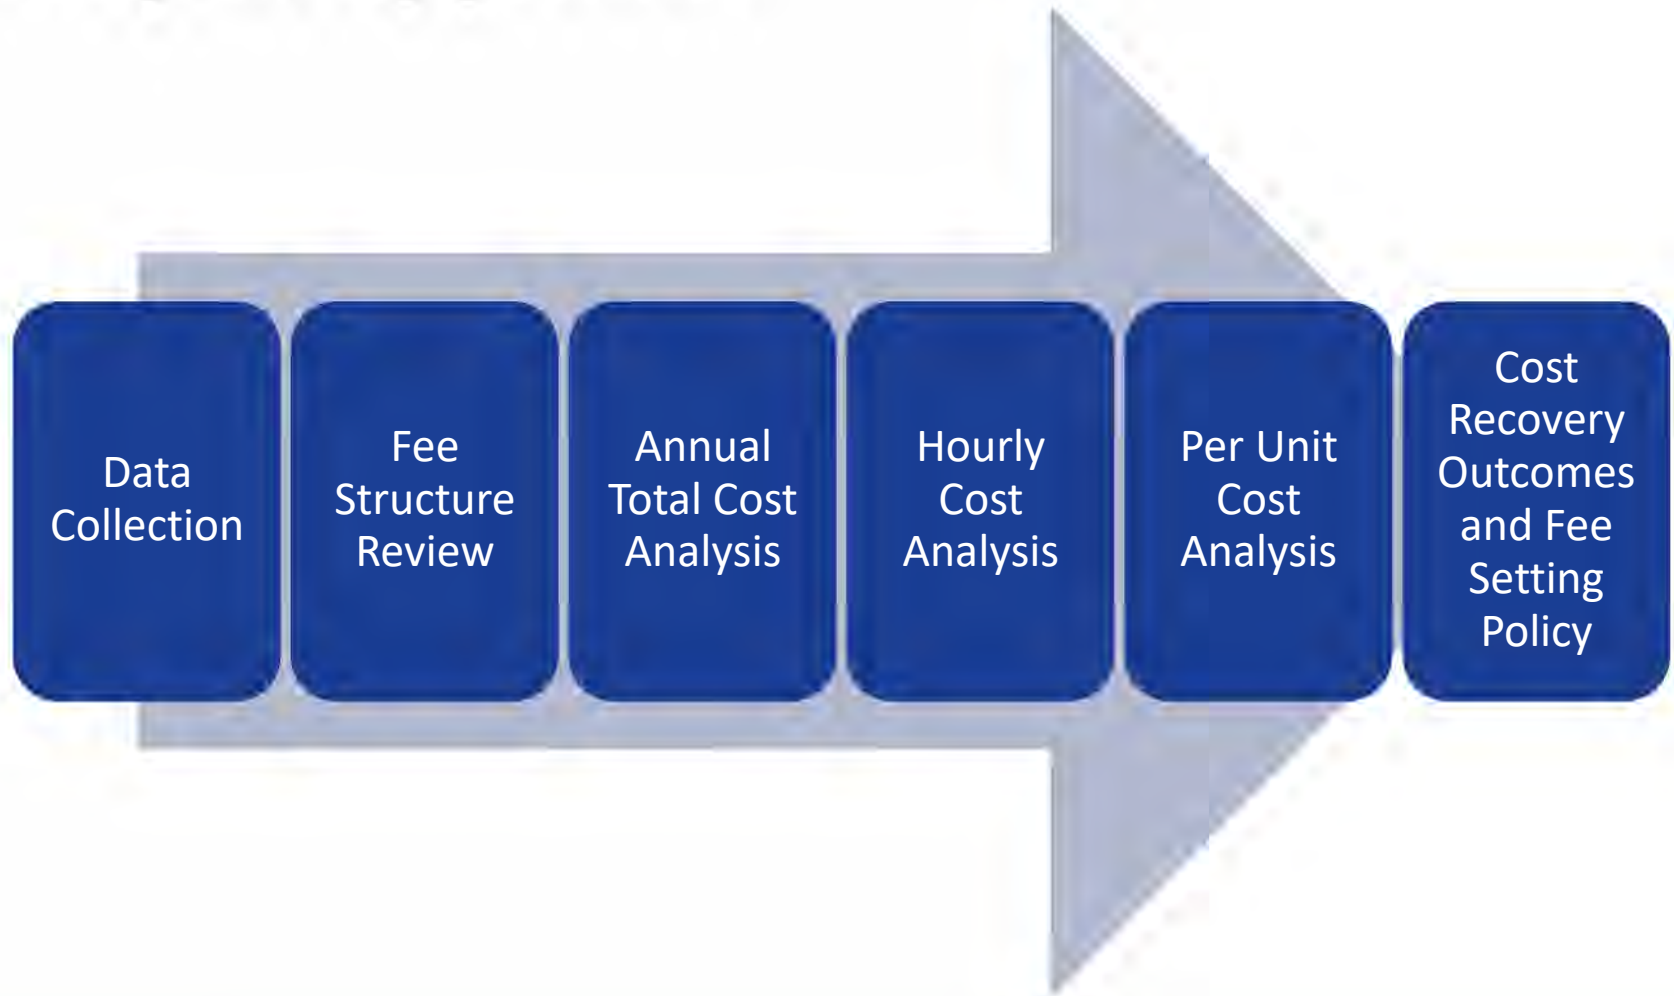 Data
Collection
Fee
Structure
Review
Annual
Total Cost
Analysis
Hourly
Cost
Analysis
Per Unit
Cost
Analysis
Cost
Recovery
Outcomes
and Fee
Setting
Policy